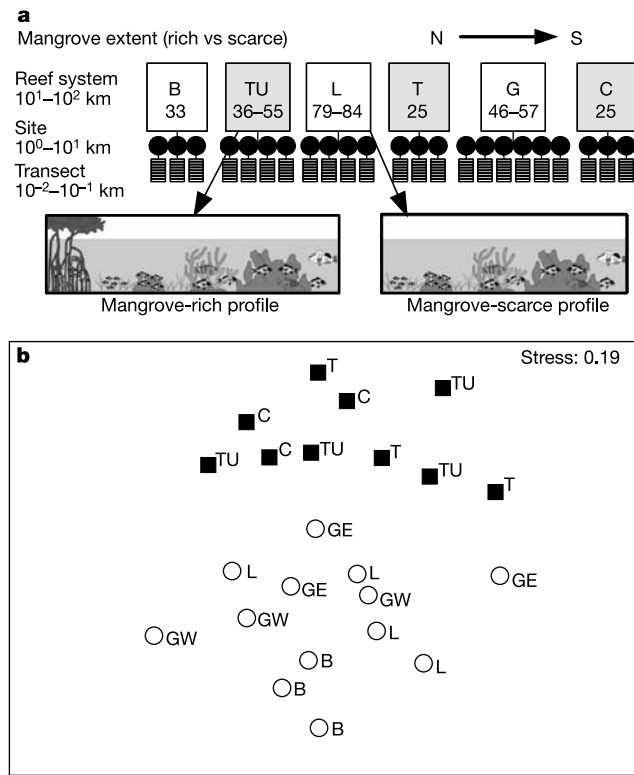 a
Mangrove extent (rich vs scarce) N S
Reef system
10¹–10² km
B TU L T G C
33 36–55 79–84 25 46–57 25
Site
10⁰–10¹ km
Transect
10⁻²–10⁻¹ km
Mangrove-rich profile Mangrove-scarce profile
b Stress: 0.19
T
TU
C
C
TU
C
TU
T
TU
T
GE
L
GE
L
GE
GW
GW
GW
L
B
L
B
B